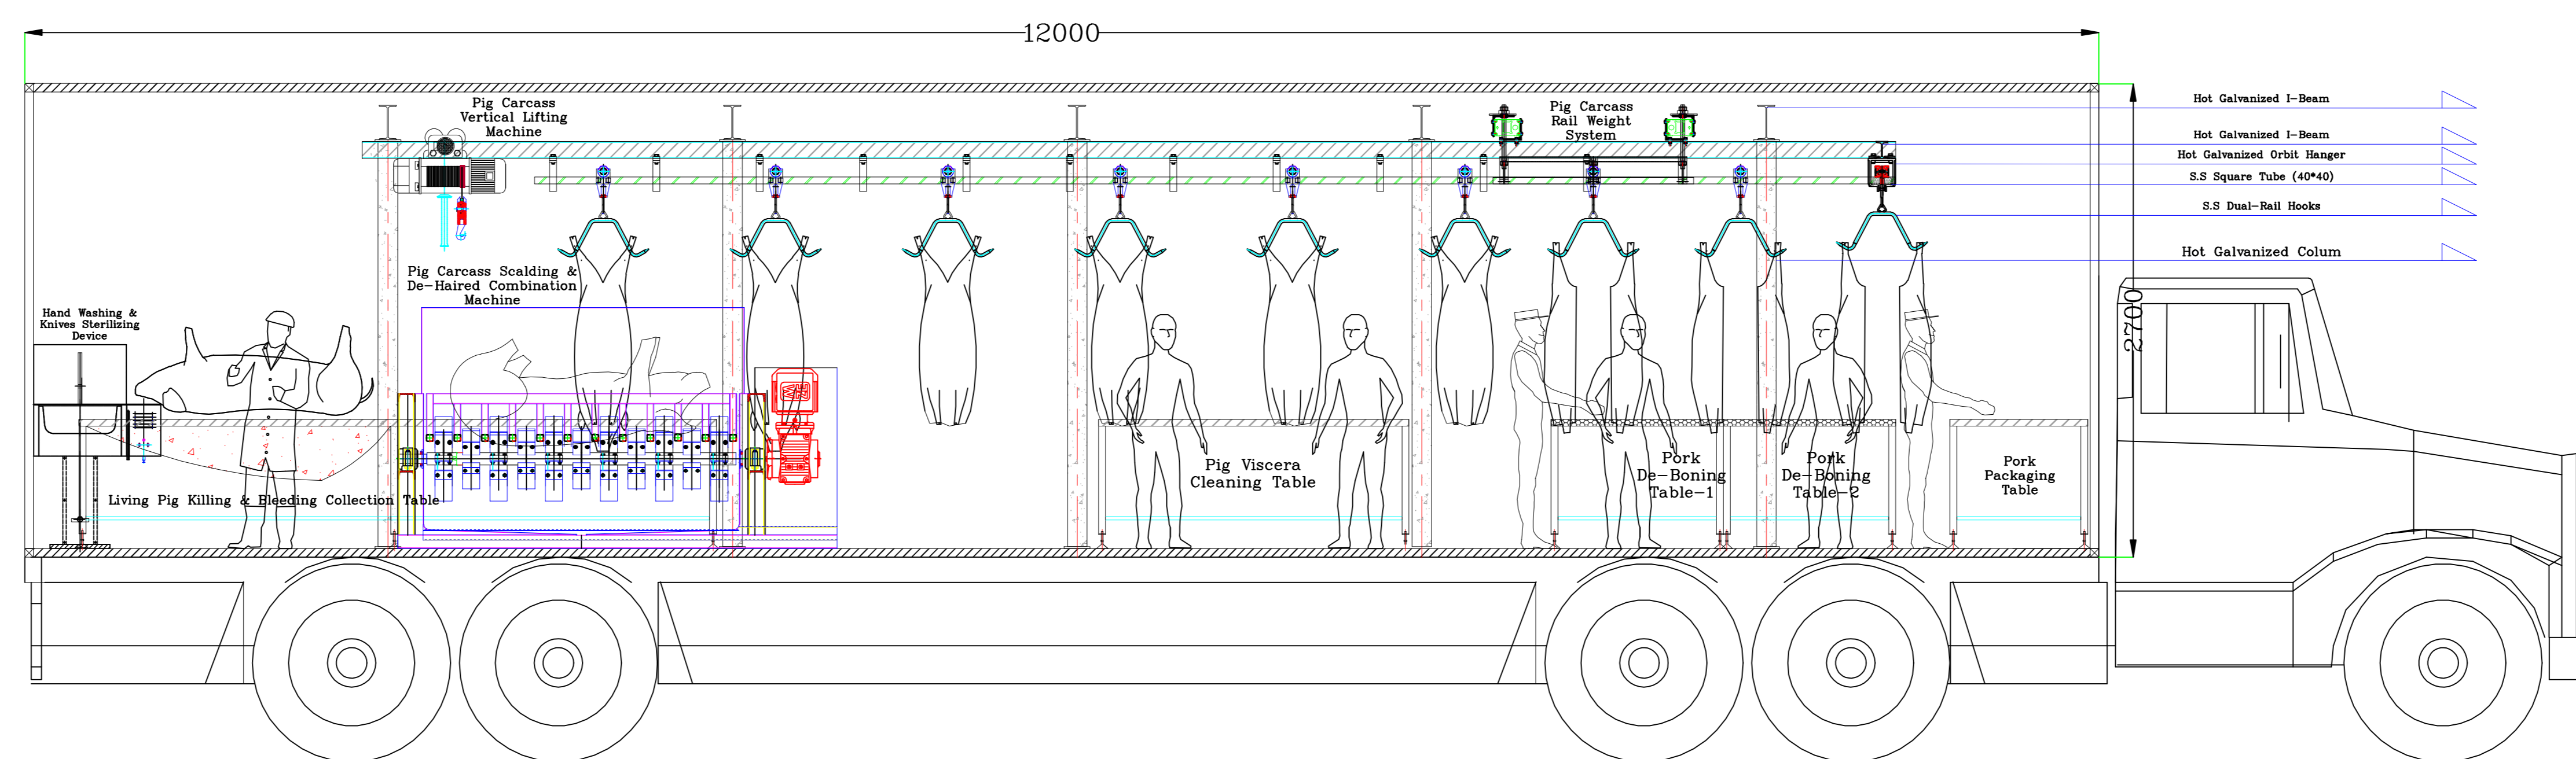 12000
Pig Carcass
Vertical Lifting
Machine
Pig Carcass
Rail Weight
System
Hot Galvanized I-Beam
Hot Galvanized I-Beam
Hot Galvanized Orbit Hanger
S.S Square Tube (40*40)
S.S Dual-Rail Hooks
Hot Galvanized Colum
2700
Pig Carcass Scalding &
De-Haired Combination
Machine
Hand Washing &
Knives Sterilizing
Device
Living Pig Killing & Bleeding Collection Table
Pig Viscera
Cleaning Table
Pork
De-Boning
Table-1
Pork
De-Boning
Table-2
Pork
Packaging
Table